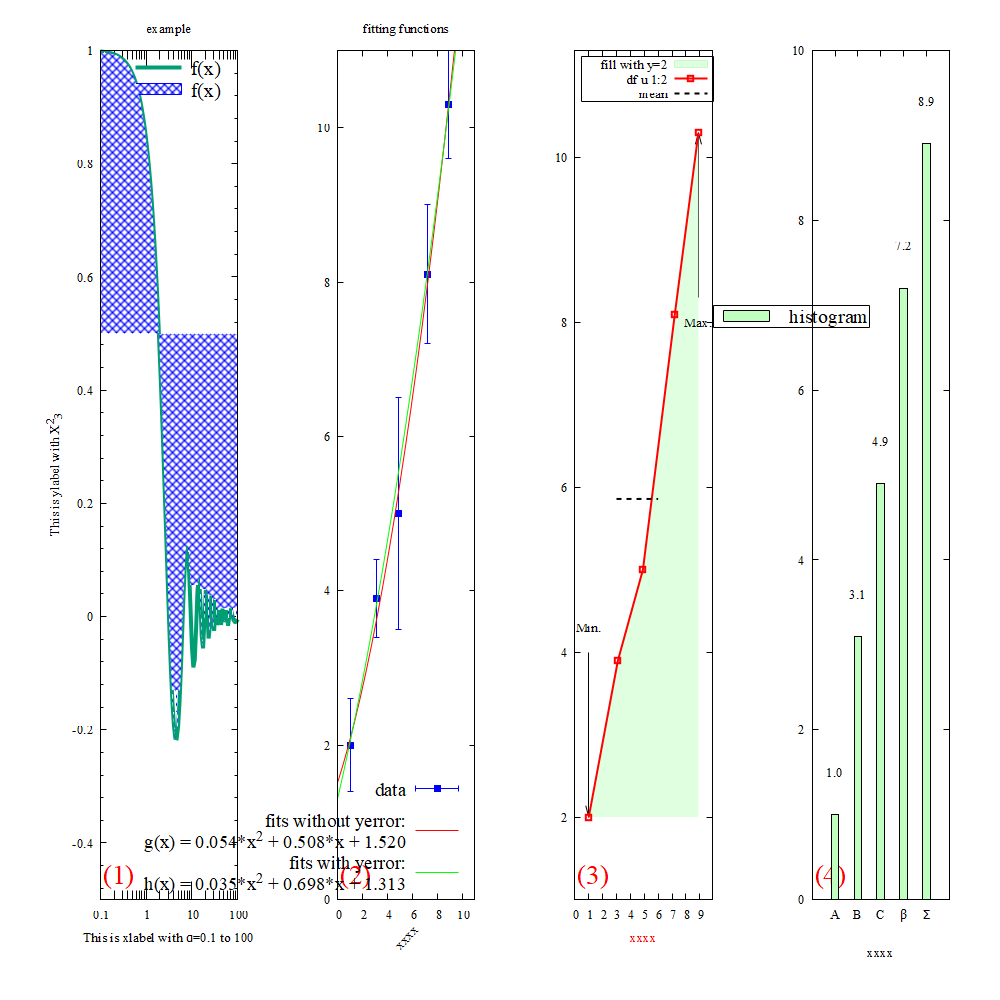 example
1
0.8
0.6
0.4
0.2
0
-0.2
-0.4
f(x)
f(x)
This is ylabel with X²₃
(1)
0.1 1 10 100
This is xlabel with α=0.1 to 100
fitting functions
10
8
6
4
2
0
data
fits without yerror:
g(x) = 0.054*x² + 0.508*x + 1.520
fits with yerror:
h(x) = 0.035*x² + 0.698*x + 1.313
(2)
0 2 4 6 8 10
xxxx
fill with y=2
df u 1:2
mean
10
8
6
4
2
Max.
Min.
(3)
0 1 3 5 7 8 9
xxxx
10
8
6
4
2
0
histogram
1.0
3.1
4.9
7.2
8.9
(4)
A B C β Σ
xxxx